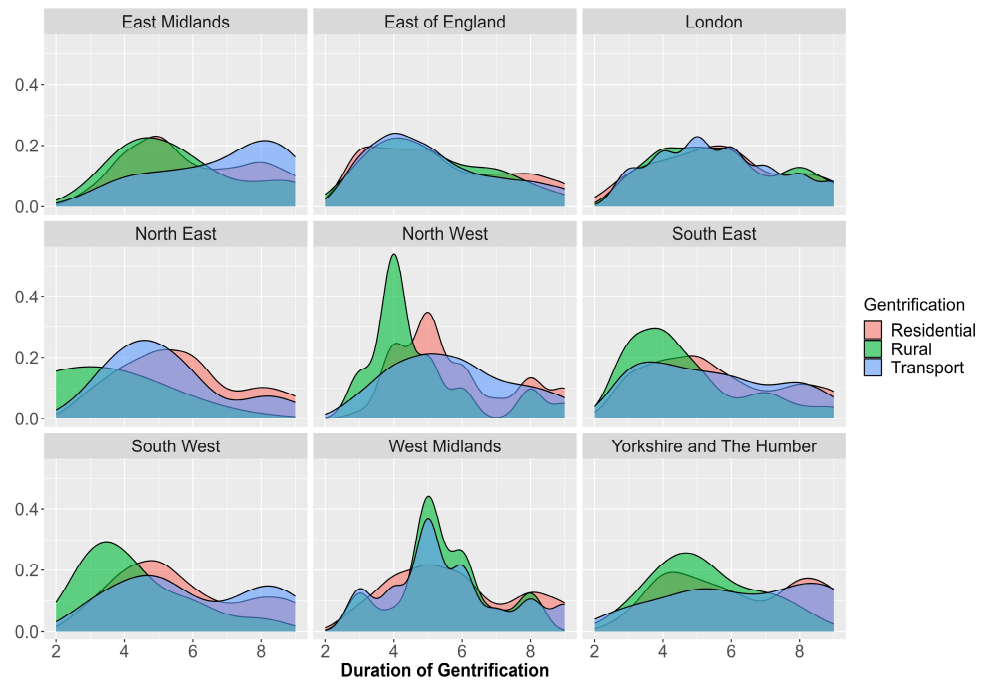 East Midlands
East of England
London
0.4
0.2
0.0
North East
North West
South East
0.4
0.2
0.0
Gentrification
Residential
Rural
Transport
South West
West Midlands
Yorkshire and The Humber
0.4
0.2
0.0
2 4 6 8 2 4 6 8 2 4 6 8
Duration of Gentrification